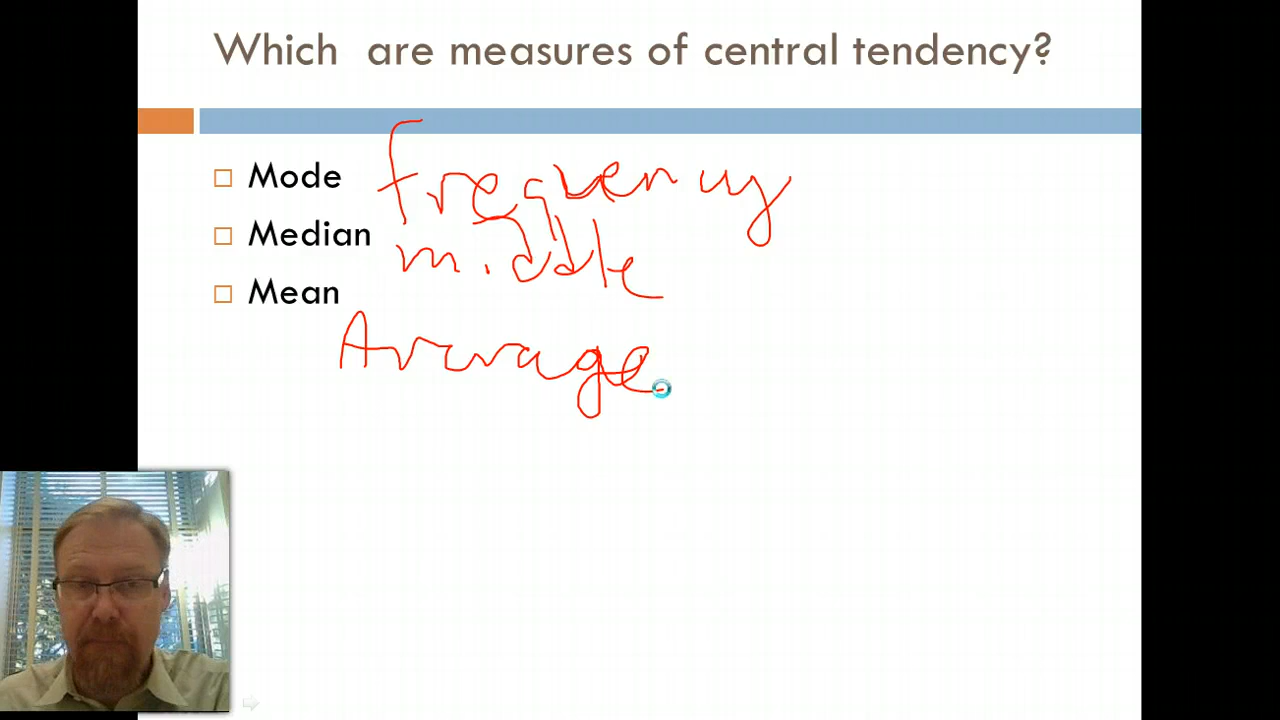 Which are measures of central tendency?
Mode Frequency
Median middle
Mean
Average